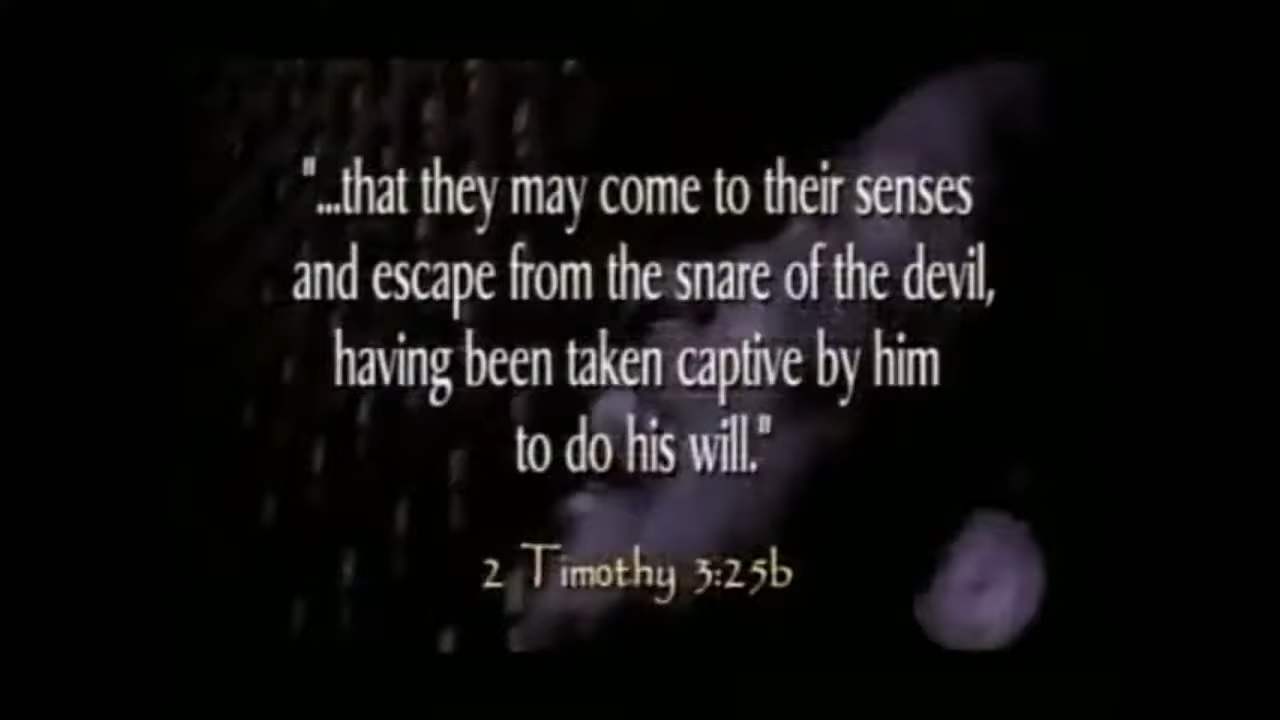 "...that they may come to their senses
and escape from the snare of the devil,
having been taken captive by him
to do his will."
2 Timothy 3:25b